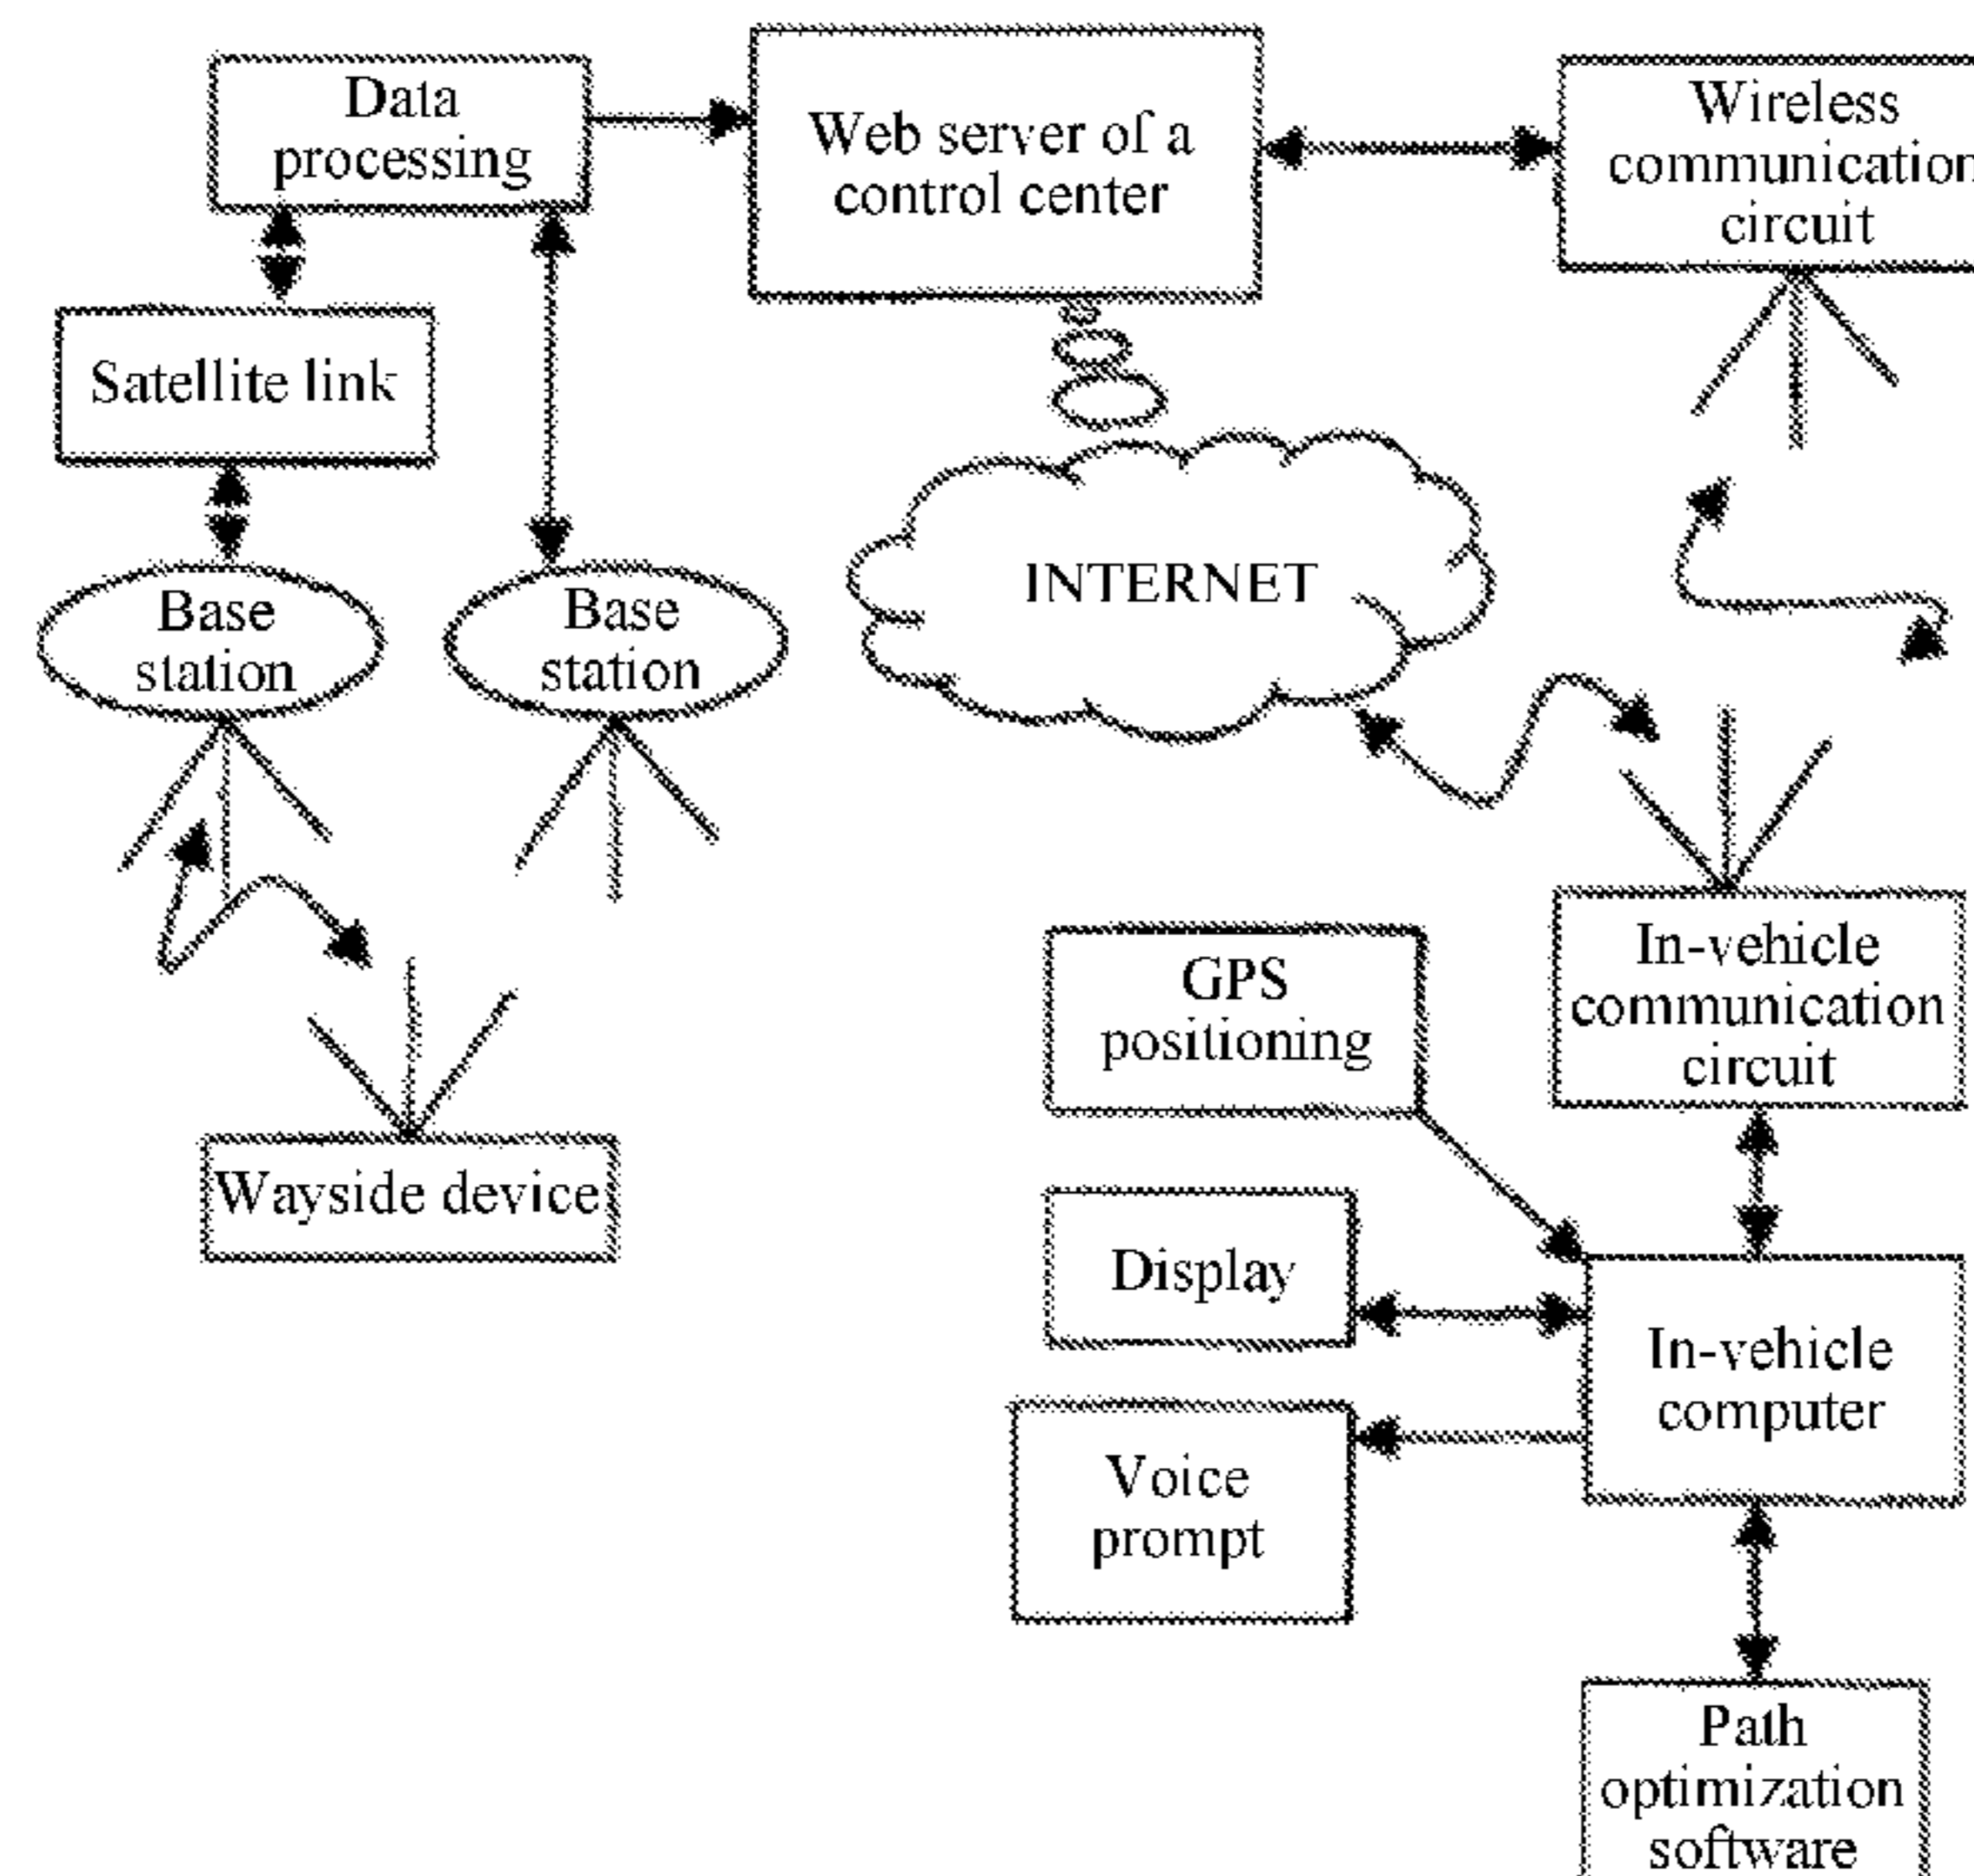 Data
processing
Web server of a
control center
Wireless
communication
circuit
Satellite link
Base
station
Base
station
INTERNET
In-vehicle
communication
circuit
GPS
positioning
Wayside device
Display
In-vehicle
computer
Voice
prompt
Path
optimization
software